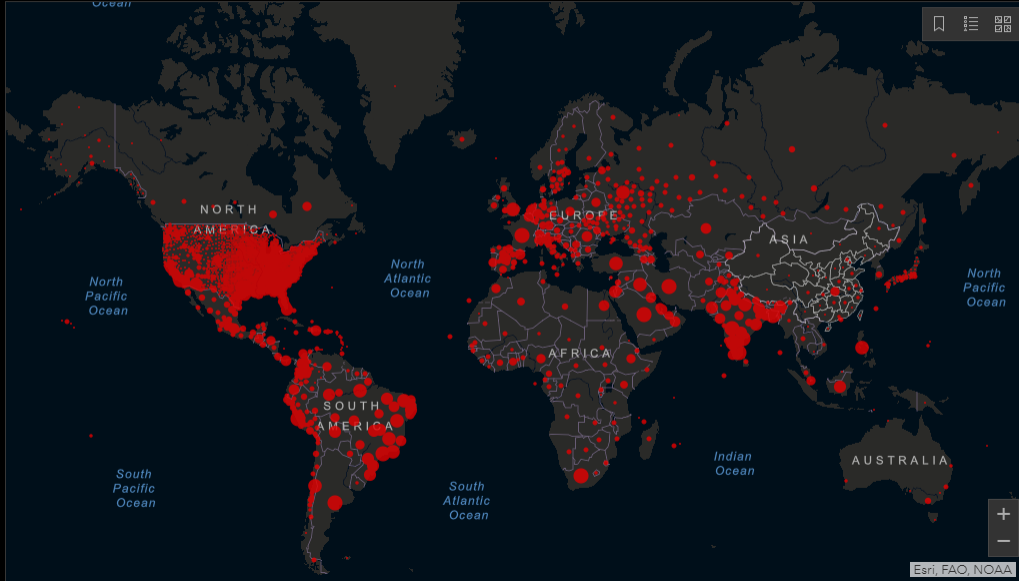 Ocean
NORTH
AMERICA
EUROPE
ASIA
North
Pacific
Ocean
North
Atlantic
Ocean
North
Pacific
Ocean
AFRICA
SOUTH
AMERICA
Indian
Ocean
AUSTRALIA
South
Pacific
Ocean
South
Atlantic
Ocean
+
−
Esri, FAO, NOAA